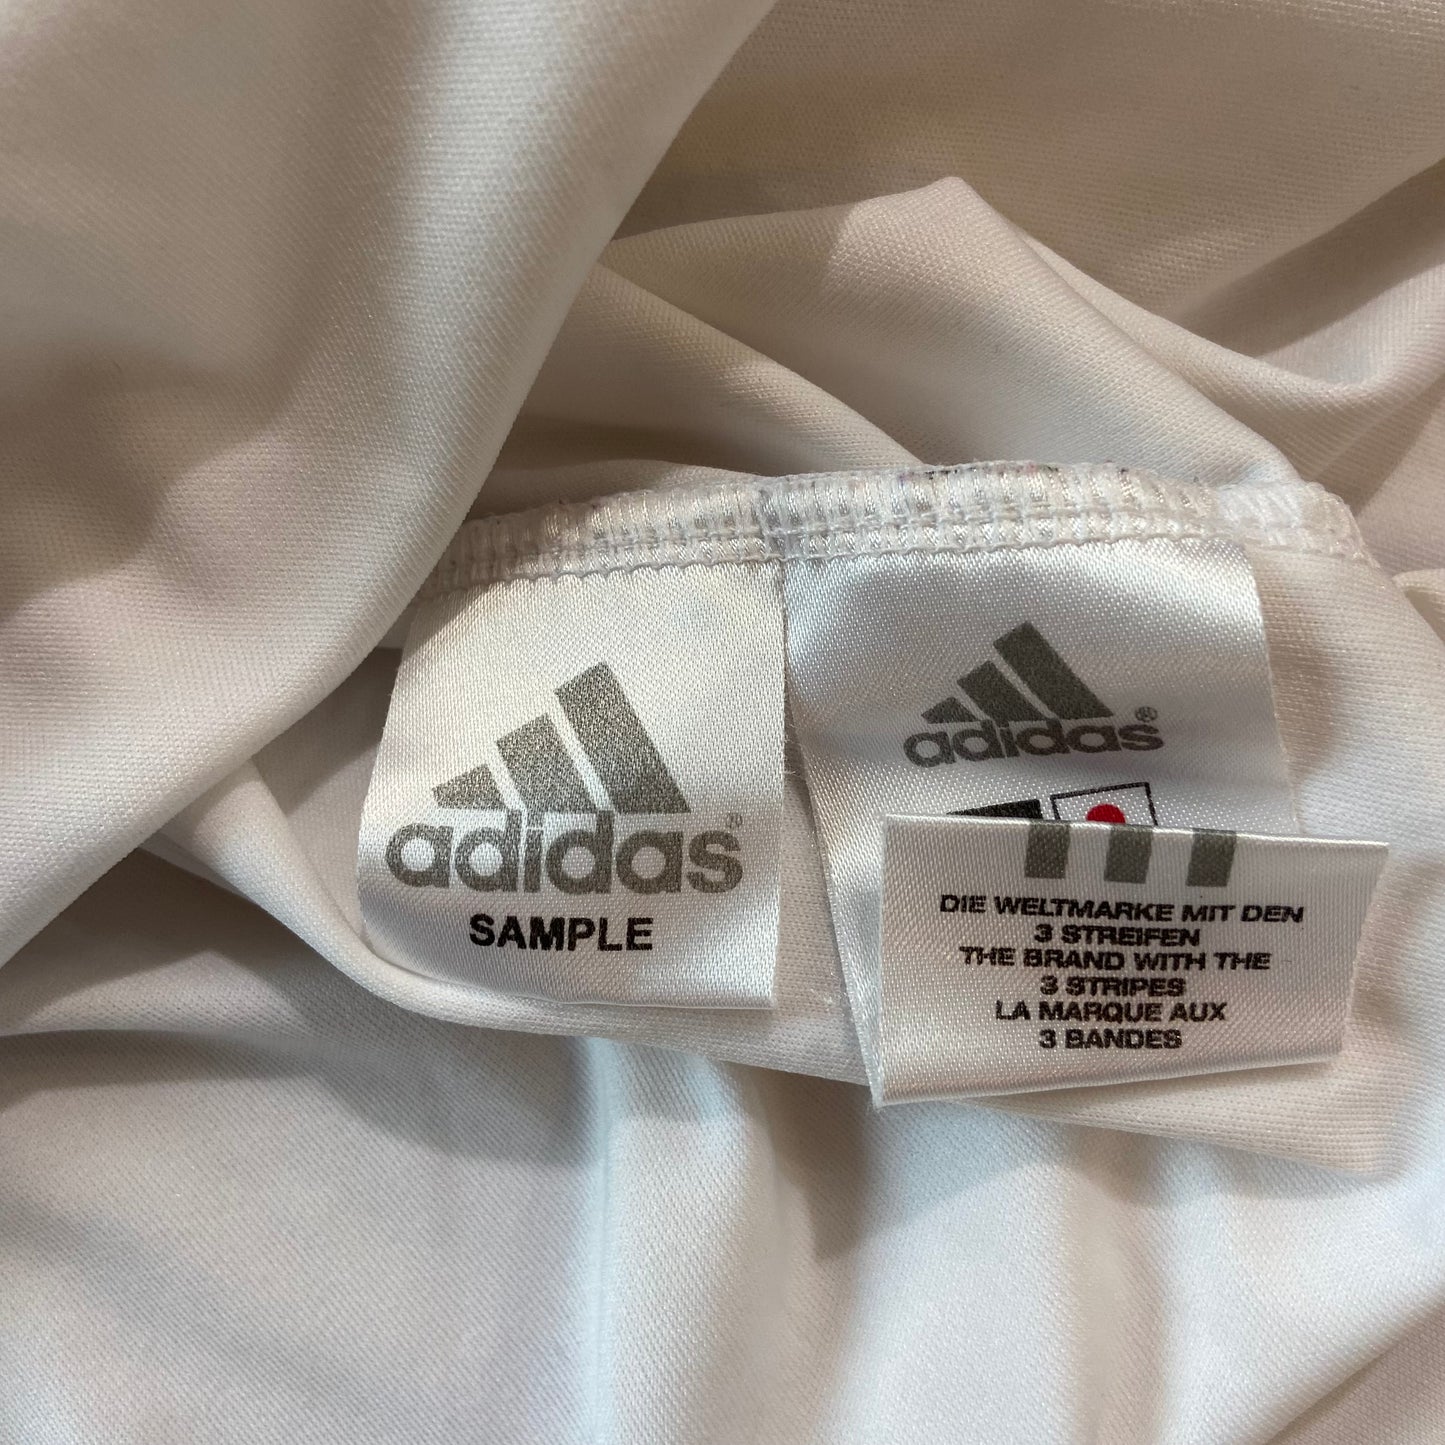 adidas®
SAMPLE
adidas®
DIE WELTMARKE MIT DEN
3 STREIFEN
THE BRAND WITH THE
3 STRIPES
LA MARQUE AUX
3 BANDES